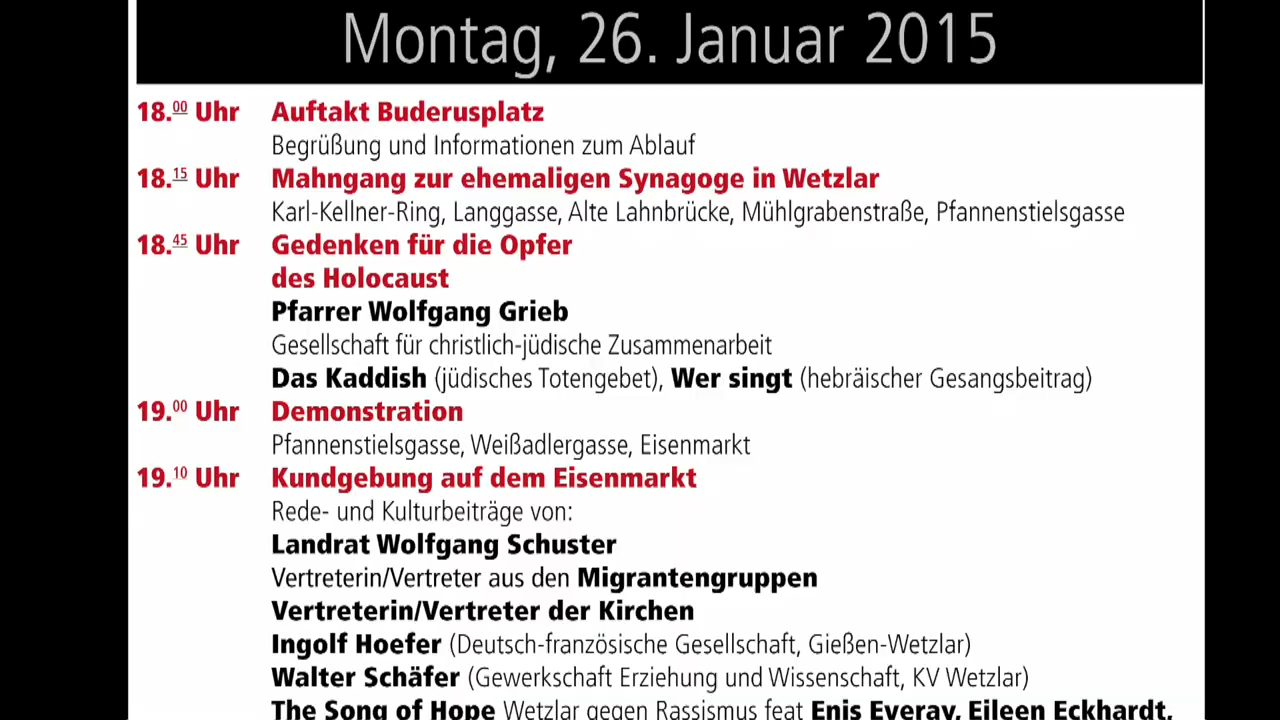 Montag, 26. Januar 2015
18.00 Uhr Auftakt Buderusplatz
Begrüßung und Informationen zum Ablauf
18.15 Uhr Mahngang zur ehemaligen Synagoge in Wetzlar
Karl-Kellner-Ring, Langgasse, Alte Lahnbrücke, Mühlgrabenstraße, Pfannenstielsgasse
18.45 Uhr Gedenken für die Opfer
des Holocaust
Pfarrer Wolfgang Grieb
Gesellschaft für christlich-jüdische Zusammenarbeit
Das Kaddish (jüdisches Totengebet), Wer singt (hebräischer Gesangsbeitrag)
19.00 Uhr Demonstration
Pfannenstielsgasse, Weißadlergasse, Eisenmarkt
19.10 Uhr Kundgebung auf dem Eisenmarkt
Rede- und Kulturbeiträge von:
Landrat Wolfgang Schuster
Vertreterin/Vertreter aus den Migrantengruppen
Vertreterin/Vertreter der Kirchen
Ingolf Hoefer (Deutsch-französische Gesellschaft, Gießen-Wetzlar)
Walter Schäfer (Gewerkschaft Erziehung und Wissenschaft, KV Wetzlar)
The Song of Hope Wetzlar gegen Rassismus feat Enis Everay, Eileen Eckhardt,